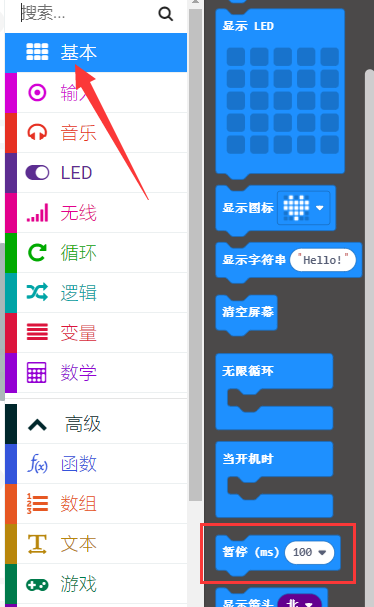 搜索...
基本
输入
音乐
LED
无线
循环
逻辑
变量
数学
高级
f(x) 函数
数组
文本
游戏
显示 LED
显示图标
显示字符串 "Hello!"
清空屏幕
无限循环
当开机时
暂停 (ms) 100
显示箭头 北